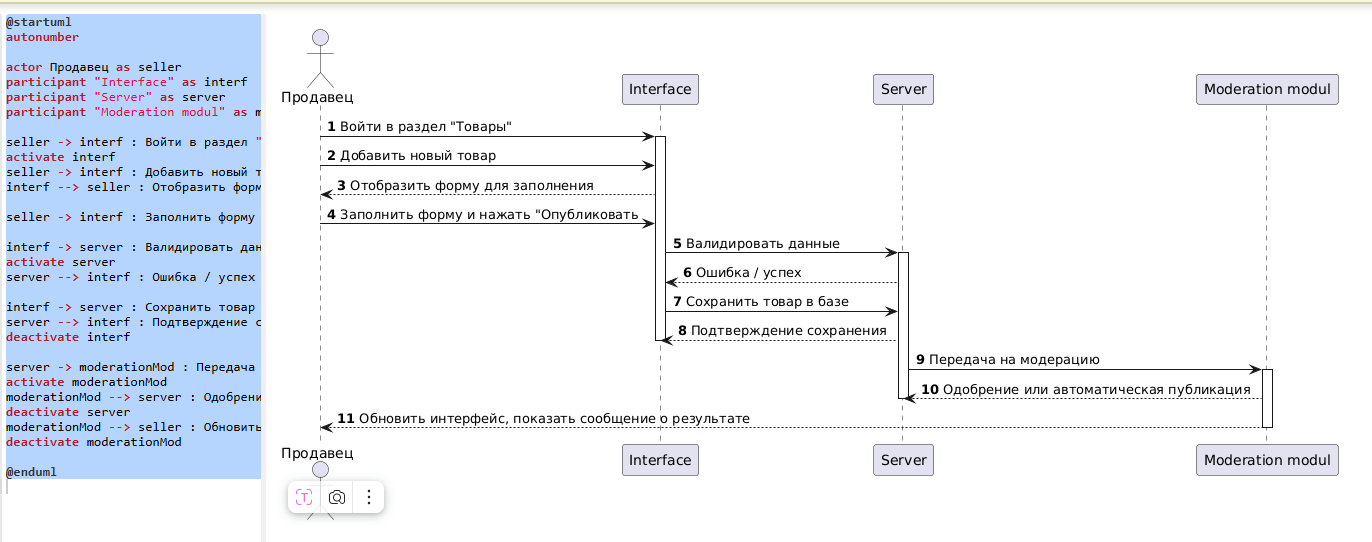 @startuml
autonumber
actor Продавец as seller
participant "Interface" as interf
participant "Server" as server
participant "Moderation modul" as m
seller -> interf : Войти в раздел "
activate interf
seller -> interf : Добавить новый т
interf --> seller : Отобразить форм
seller -> interf : Заполнить форму
interf -> server : Валидировать дан
activate server
server --> interf : Ошибка / успех
interf -> server : Сохранить товар
server --> interf : Подтверждение с
deactivate interf
server -> moderationMod : Передача
activate moderationMod
moderationMod --> server : Одобрени
deactivate server
moderationMod --> seller : Обновить
deactivate moderationMod
@enduml
Продавец
Interface
Server
Moderation modul
1 Войти в раздел "Товары"
2 Добавить новый товар
3 Отобразить форму для заполнения
4 Заполнить форму и нажать "Опубликовать
5 Валидировать данные
6 Ошибка / успех
7 Сохранить товар в базе
8 Подтверждение сохранения
9 Передача на модерацию
10 Одобрение или автоматическая публикация
11 Обновить интерфейс, показать сообщение о результате
Продавец
Interface
Server
Moderation modul
T